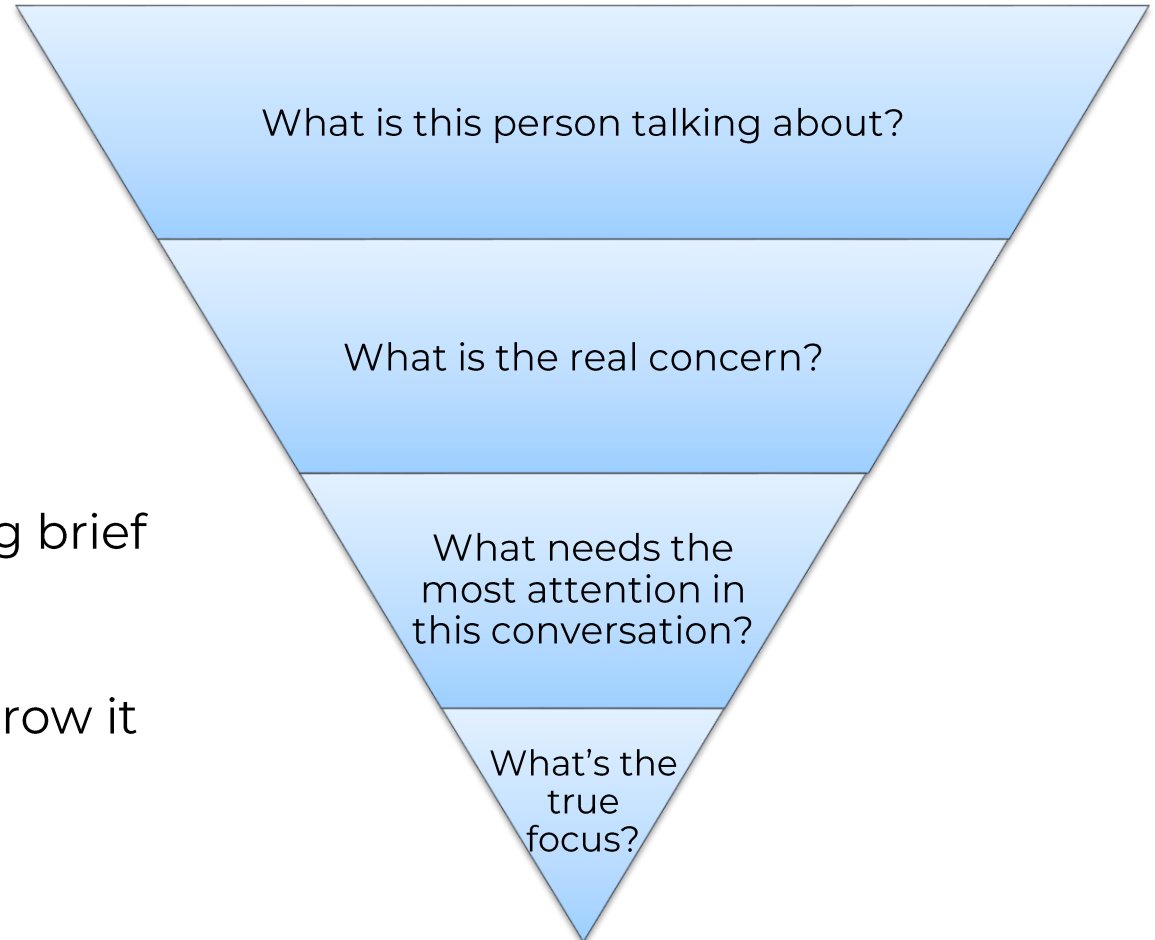 What is this person talking about?
What is the real concern?
g brief
What needs the
most attention in
this conversation?
row it
What’s the
true
focus?